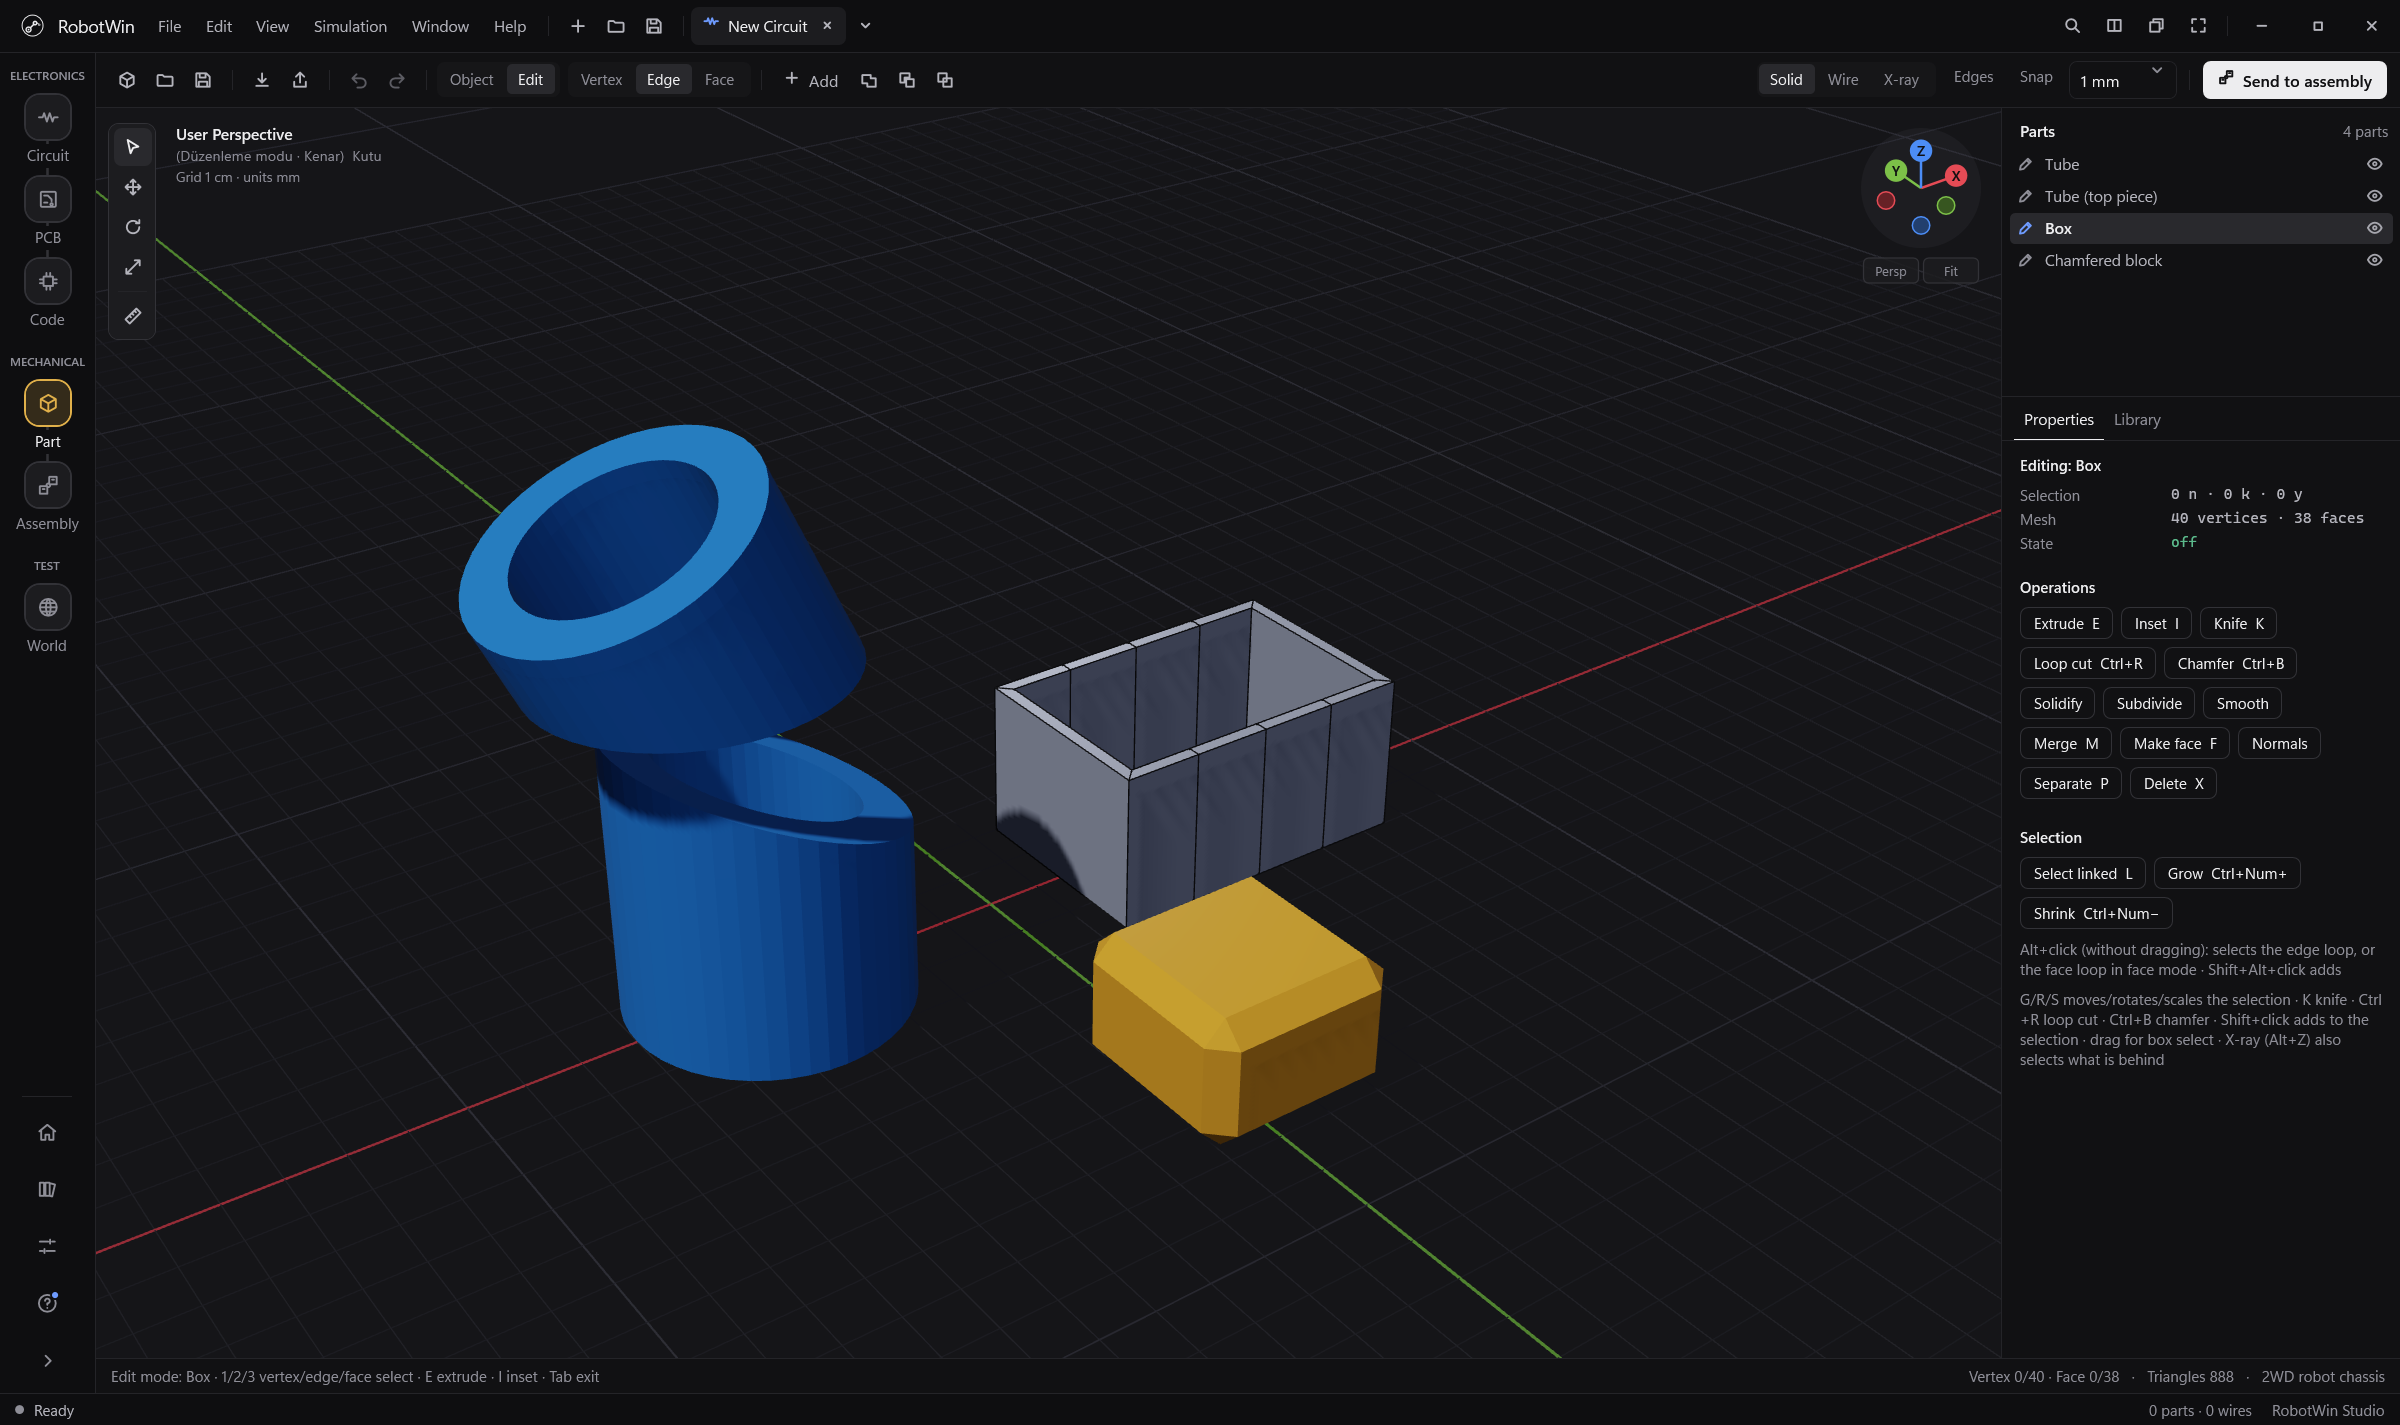 RobotWin File Edit View Simulation Window Help New Circuit
ELECTRONICS
Circuit
PCB
Code
MECHANICAL
Part
Assembly
TEST
World
Object Edit Vertex Edge Face Add Solid Wire X-ray Edges Snap 1 mm Send to assembly
User Perspective
(Düzenleme modu · Kenar) Kutu
Grid 1 cm · units mm
Z
Y
X
Persp Fit
Parts 4 parts
Tube
Tube (top piece)
Box
Chamfered block
Properties Library
Editing: Box
Selection 0 n · 0 k · 0 y
Mesh 40 vertices · 38 faces
State off
Operations
Extrude E Inset I Knife K
Loop cut Ctrl+R Chamfer Ctrl+B
Solidify Subdivide Smooth
Merge M Make face F Normals
Separate P Delete X
Selection
Select linked L Grow Ctrl+Num+
Shrink Ctrl+Num−
Alt+click (without dragging): selects the edge loop, or
the face loop in face mode · Shift+Alt+click adds
G/R/S moves/rotates/scales the selection · K knife · Ctrl
+R loop cut · Ctrl+B chamfer · Shift+click adds to the
selection · drag for box select · X-ray (Alt+Z) also
selects what is behind
Edit mode: Box · 1/2/3 vertex/edge/face select · E extrude · I inset · Tab exit
Vertex 0/40 · Face 0/38 · Triangles 888 · 2WD robot chassis
Ready
0 parts · 0 wires RobotWin Studio